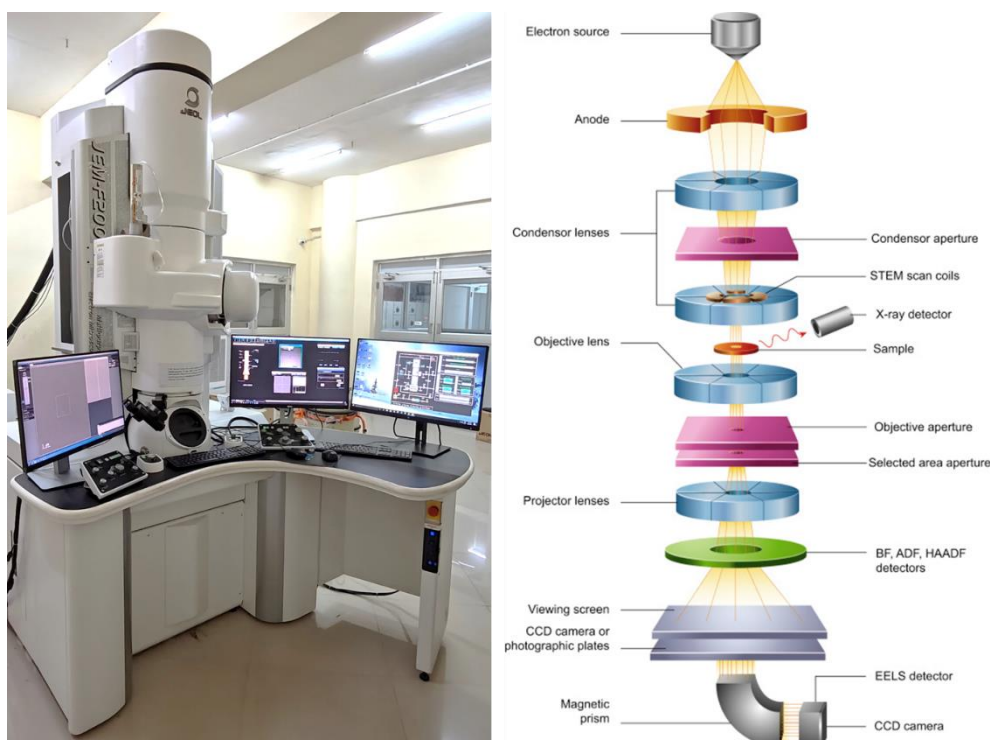 JEOL
JEM-F200
Electron source
Anode
Condensor lenses
Condensor aperture
STEM scan coils
X-ray detector
Objective lens
Sample
Objective aperture
Selected area aperture
Projector lenses
BF, ADF, HAADF
detectors
Viewing screen
CCD camera or
photographic plates
EELS detector
Magnetic
prism
CCD camera